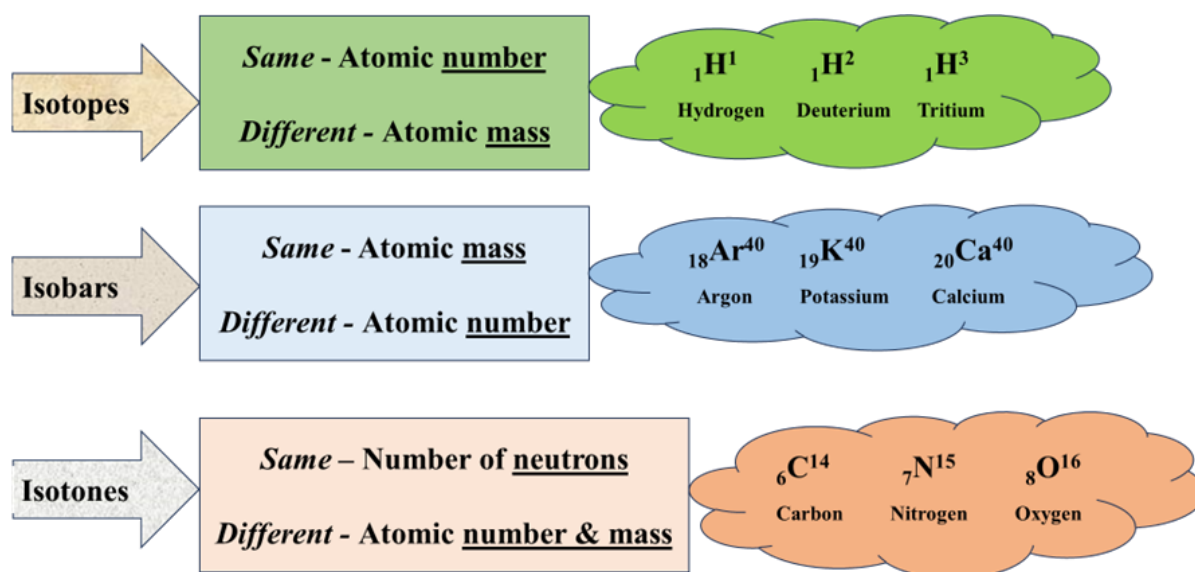 Isotopes
Same - Atomic number
Different - Atomic mass
₁H¹ ₁H² ₁H³
Hydrogen Deuterium Tritium
Isobars
Same - Atomic mass
Different - Atomic number
₁₈Ar⁴⁰ ₁₉K⁴⁰ ₂₀Ca⁴⁰
Argon Potassium Calcium
Isotones
Same – Number of neutrons
Different - Atomic number & mass
₆C¹⁴ ₇N¹⁵ ₈O¹⁶
Carbon Nitrogen Oxygen